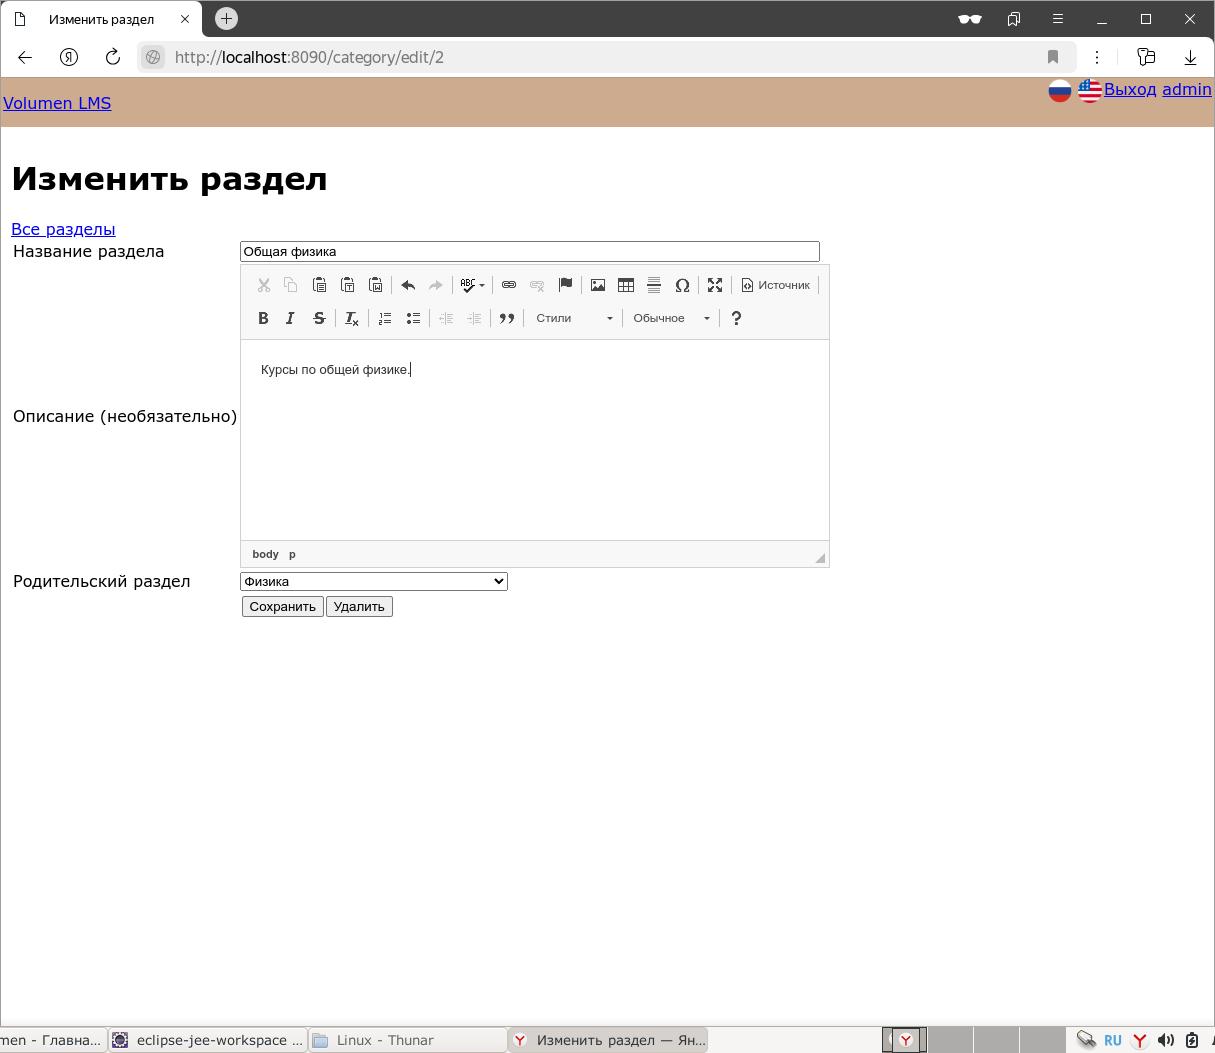 Изменить раздел
http://localhost:8090/category/edit/2
Volumen LMS
Выход admin
Изменить раздел
Все разделы
Название раздела
Общая физика
ABC
Источник
B I S Tx
Стили
Обычное
?
Курсы по общей физике.
Описание (необязательно)
body p
Родительский раздел
Физика
Сохранить
Удалить
men - Главна...
eclipse-jee-workspace ...
Linux - Thunar
Изменить раздел — Ян...
RU